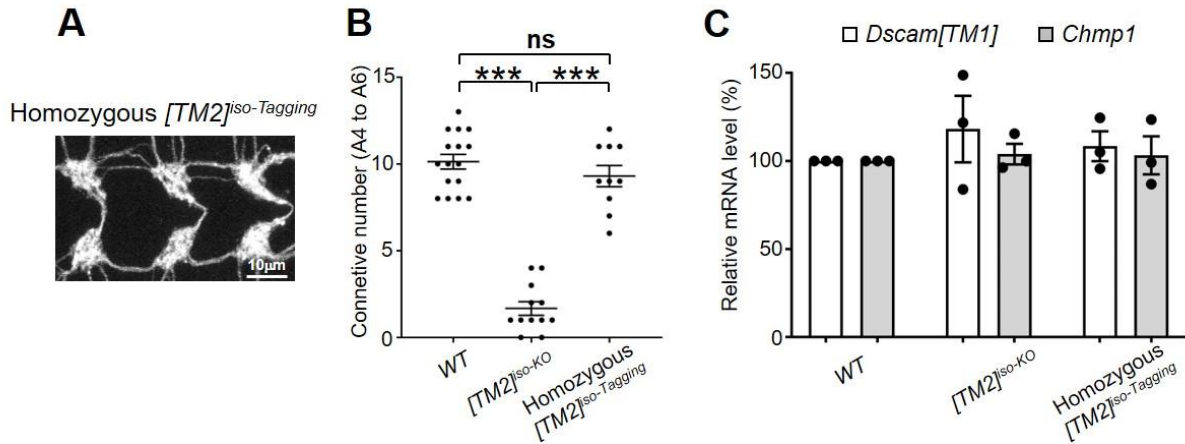 A
Homozygous [TM2]iso-Tagging
10μm
B
ns
*** ***
Connetive number (A4 to A6)
15
10
5
0
WT
[TM2]iso-KO
Homozygous
[TM2]iso-Tagging
C
Dscam[TM1] Chmp1
Relative mRNA level (%)
150
100
50
0
WT
[TM2]iso-KO
Homozygous
[TM2]iso-Tagging